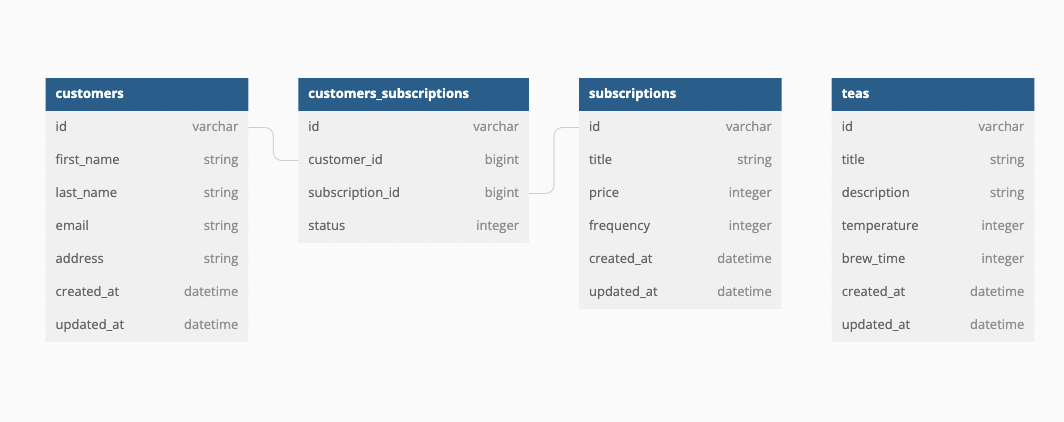 customers
id varchar
first_name string
last_name string
email string
address string
created_at datetime
updated_at datetime
customers_subscriptions
id varchar
customer_id bigint
subscription_id bigint
status integer
subscriptions
id varchar
title string
price integer
frequency integer
created_at datetime
updated_at datetime
teas
id varchar
title string
description string
temperature integer
brew_time integer
created_at datetime
updated_at datetime